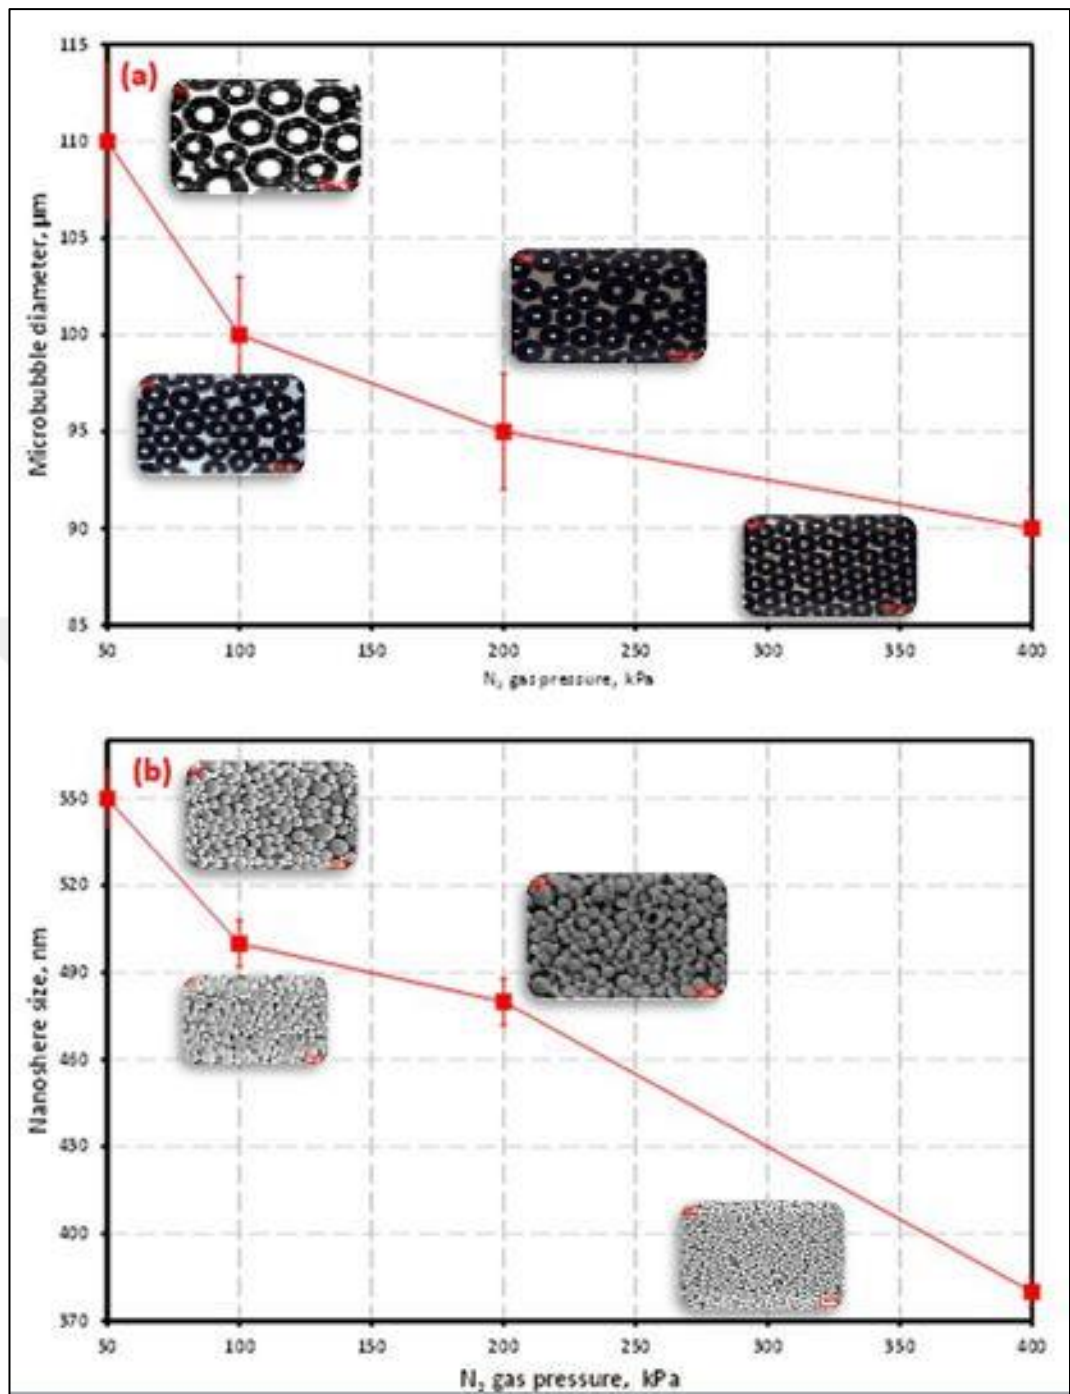 (a)
Microbubble diameter, µm
115
110
105
100
95
90
85
50 100 150 200 250 300 350 400
N₂ gas pressure, kPa
(b)
Nanoshere size, nm
550
520
490
460
430
400
370
50 100 150 200 250 300 350 400
N₂ gas pressure, kPa